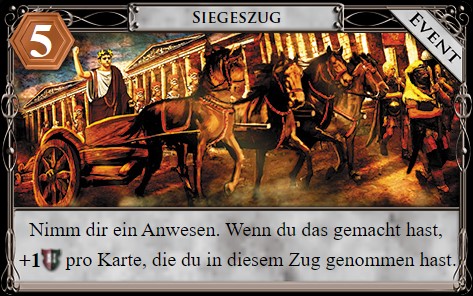 SIEGESZUG
5
EVENT
Nimm dir ein Anwesen. Wenn du das gemacht hast,
+1 pro Karte, die du in diesem Zug genommen hast.